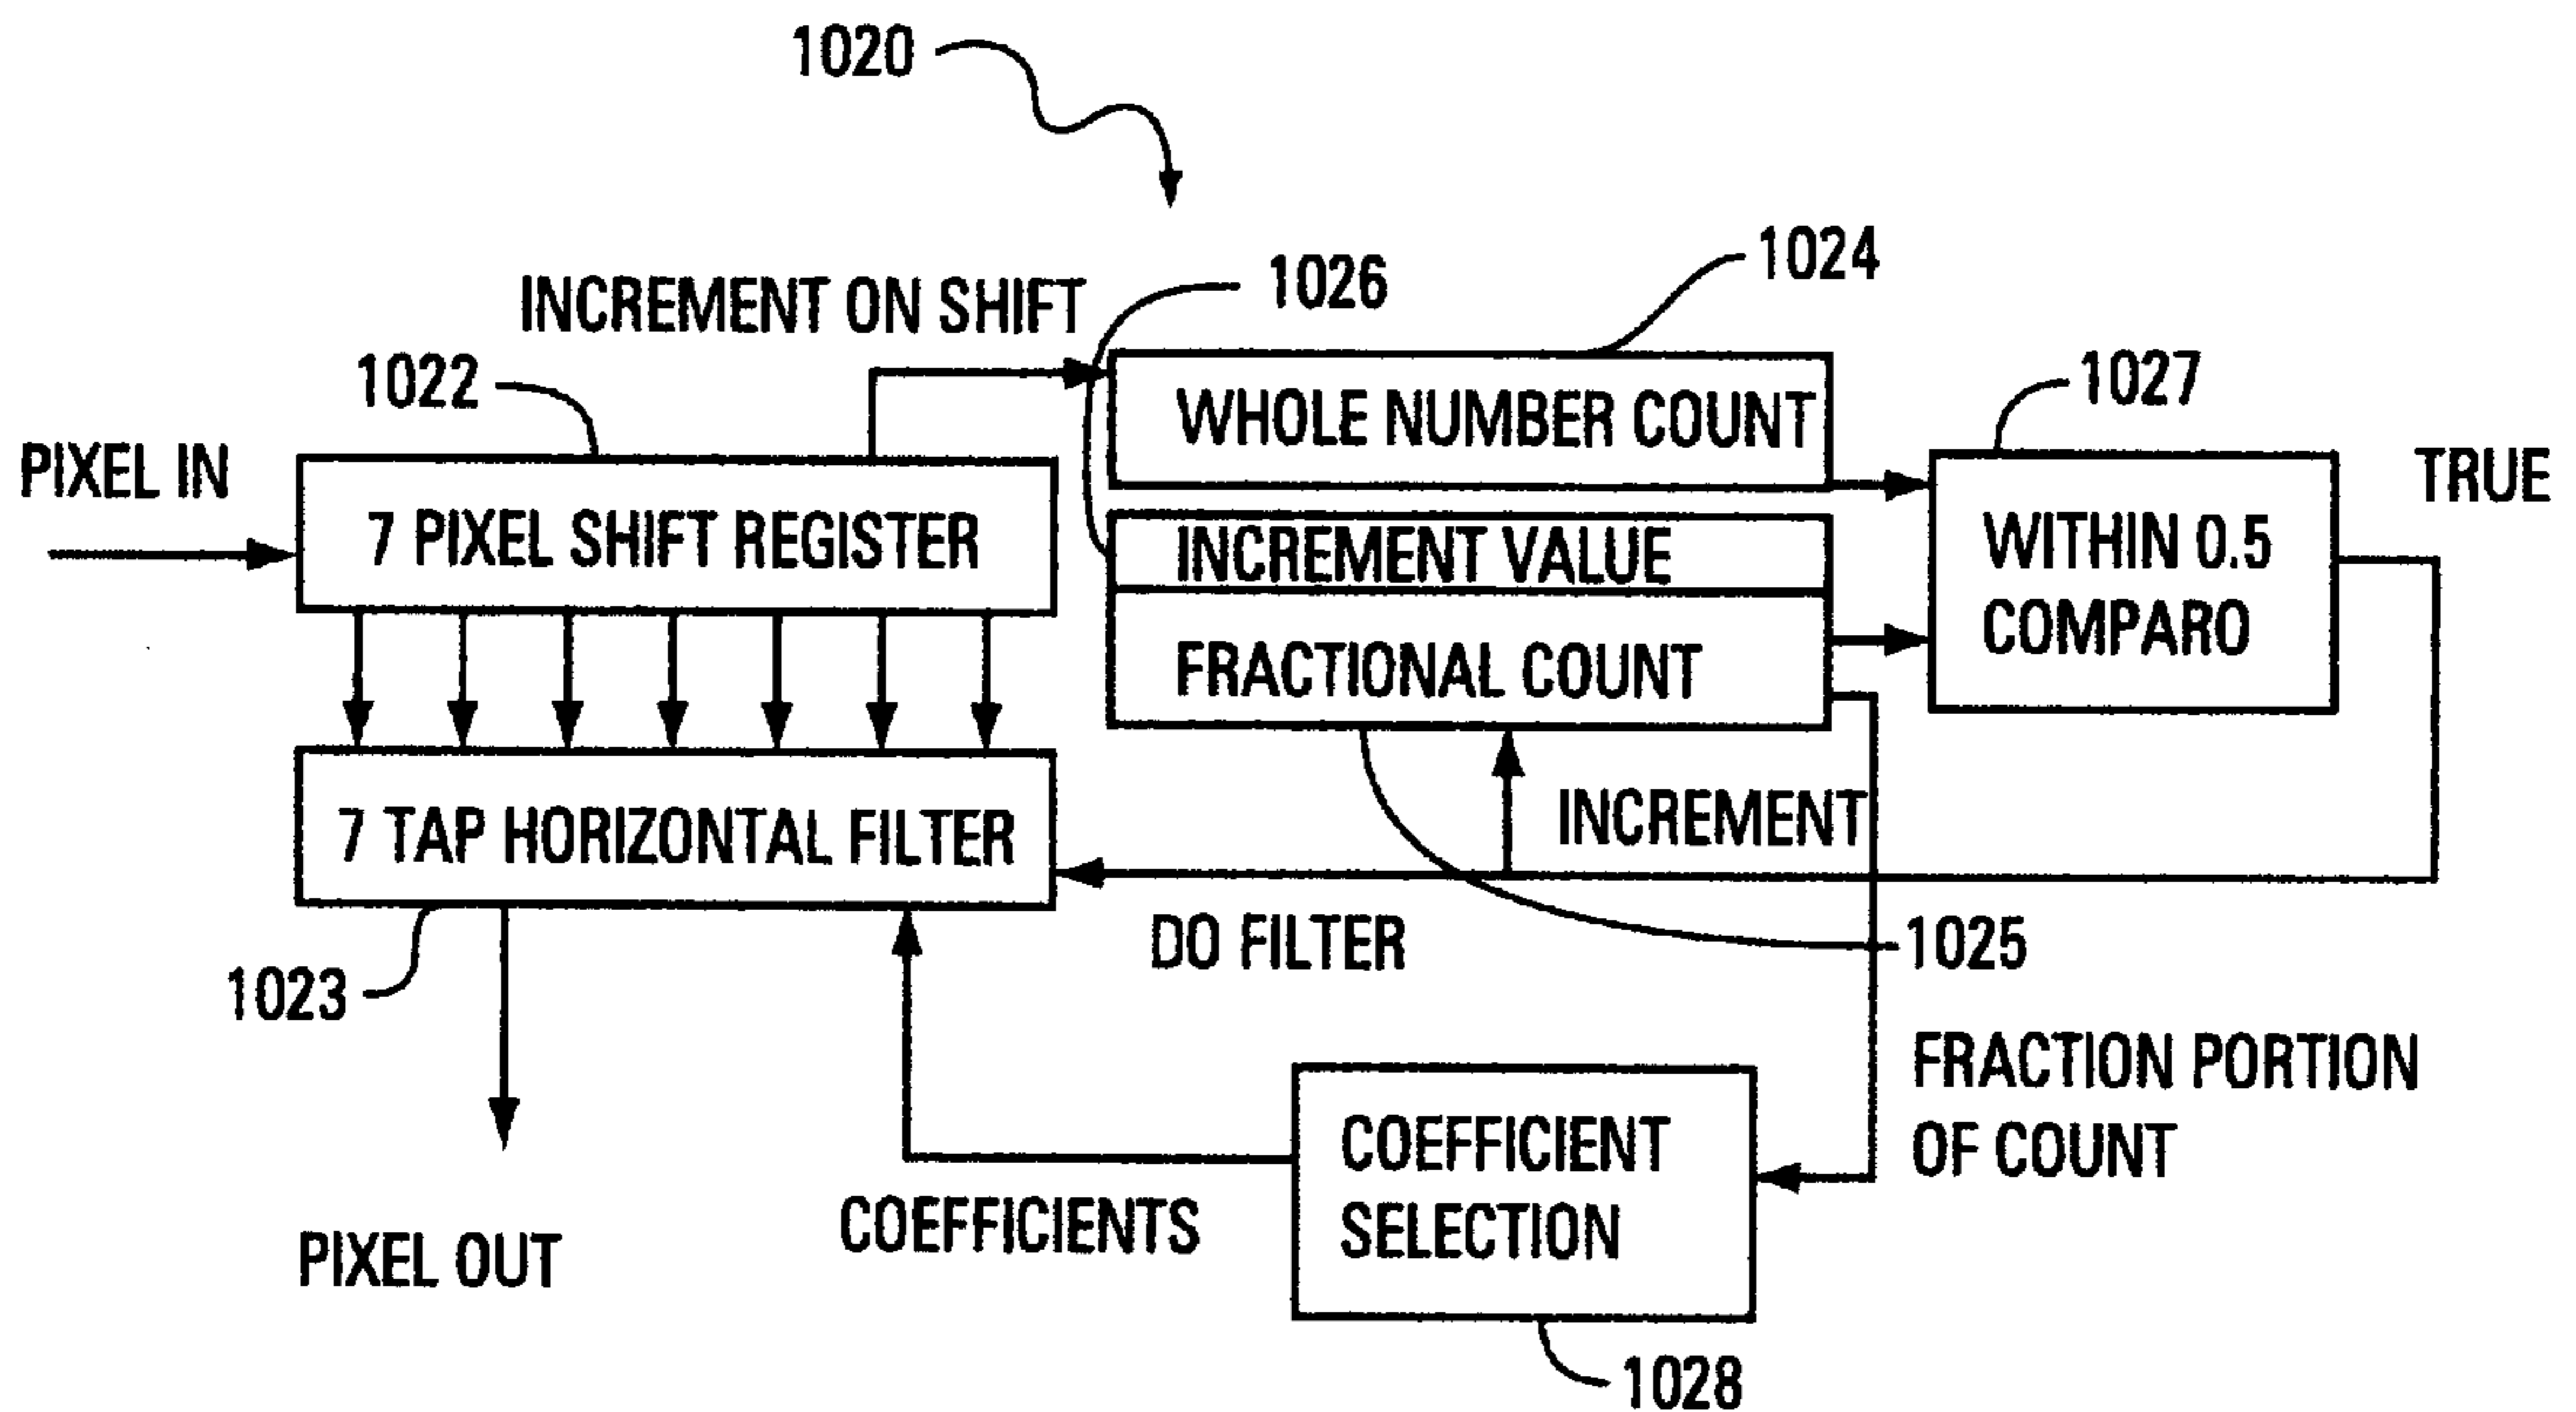 1020
1024
1026
INCREMENT ON SHIFT
1022
1027
WHOLE NUMBER COUNT
PIXEL IN
TRUE
7 PIXEL SHIFT REGISTER
INCREMENT VALUE
WITHIN 0.5
COMPARO
FRACTIONAL COUNT
INCREMENT
7 TAP HORIZONTAL FILTER
DO FILTER
1025
1023
FRACTION PORTION
OF COUNT
COEFFICIENT
SELECTION
COEFFICIENTS
PIXEL OUT
1028